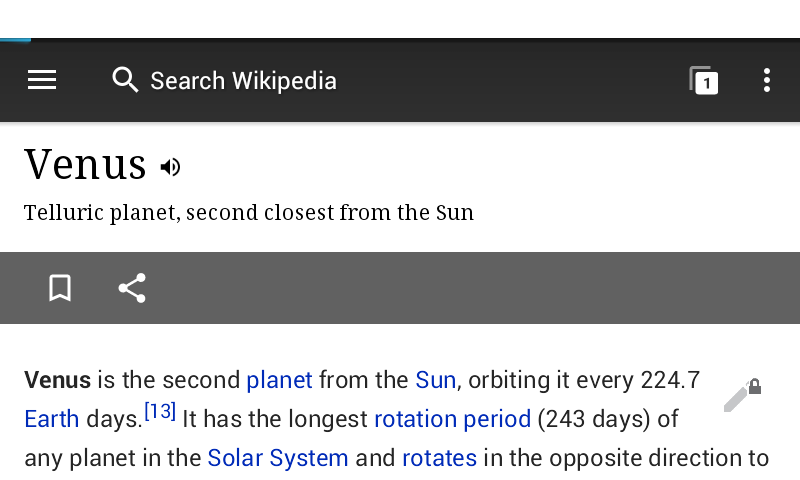 Search Wikipedia
1
Venus
Telluric planet, second closest from the Sun
Venus is the second planet from the Sun, orbiting it every 224.7
Earth days.[13] It has the longest rotation period (243 days) of
any planet in the Solar System and rotates in the opposite direction to